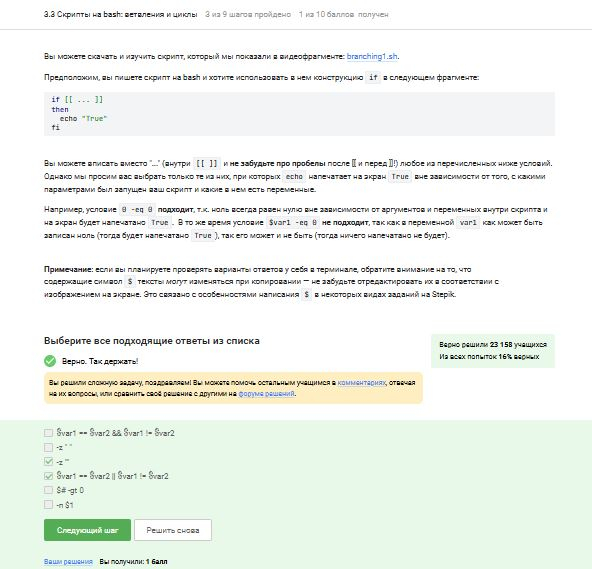 3.3 Скрипты на bash: ветвления и циклы 3 из 9 шагов пройдено 1 из 10 баллов получен
Вы можете скачать и изучить скрипт, который мы показали в видеофрагменте: branching1.sh.
Предположим, вы пишете скрипт на bash и хотите использовать в нем конструкцию if в следующем фрагменте:
if [[ ... ]]
then
echo "True"
fi
Вы можете вписать вместо "..." (внутри [[ ]] и не забудьте про пробелы после [[ и перед ]]!) любое из перечисленных ниже условий.
Однако мы просим вас выбрать только те из них, при которых echo напечатает на экран True вне зависимости от того, с какими
параметрами был запущен ваш скрипт и какие в нем есть переменные.
Например, условие 0 -eq 0 подходит, т.к. ноль всегда равен нулю вне зависимости от аргументов и переменных внутри скрипта и
на экран будет напечатано True . В то же время условие $var1 -eq 0 не подходит, так как в переменной var1 как может быть
записан ноль (тогда будет напечатано True ), так его может и не быть (тогда ничего напечатано не будет).
Примечание: если вы планируете проверять варианты ответов у себя в терминале, обратите внимание на то, что
содержащие символ $ тексты могут изменяться при копировании — не забудьте отредактировать их в соответствии с
изображением на экране. Это связано с особенностями написания $ в некоторых видах заданий на Stepik.
Выберите все подходящие ответы из списка
Верно решили 23 158 учащихся
Из всех попыток 16% верных
Верно. Так держать!
Вы решили сложную задачу, поздравляем! Вы можете помочь остальным учащимся в комментариях, отвечая
на их вопросы, или сравнить своё решение с другими на форуме решений.
$var1 == $var2 && $var1 != $var2
-z " "
-z ""
$var1 == $var2 || $var1 != $var2
$# -gt 0
-n $1
Следующий шаг Решить снова
Ваши решения Вы получили: 1 балл